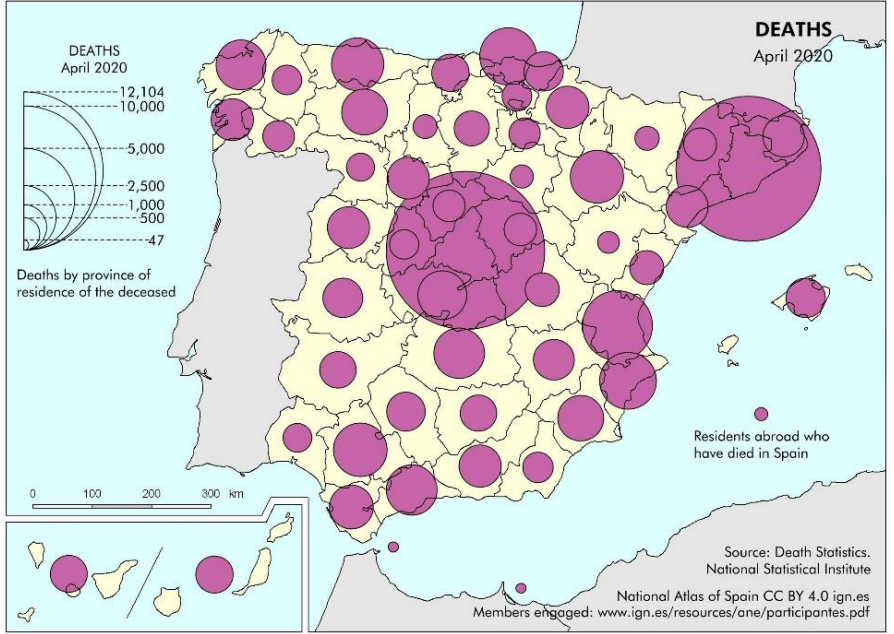 DEATHS
April 2020
DEATHS
April 2020
12,104
10,000
5,000
2,500
1,000
500
47
Deaths by province of
residence of the deceased
Residents abroad who
have died in Spain
0 100 200 300 km
Source: Death Statistics.
National Statistical Institute
National Atlas of Spain CC BY 4.0 ign.es
Members engaged: www.ign.es/resources/ane/participantes.pdf